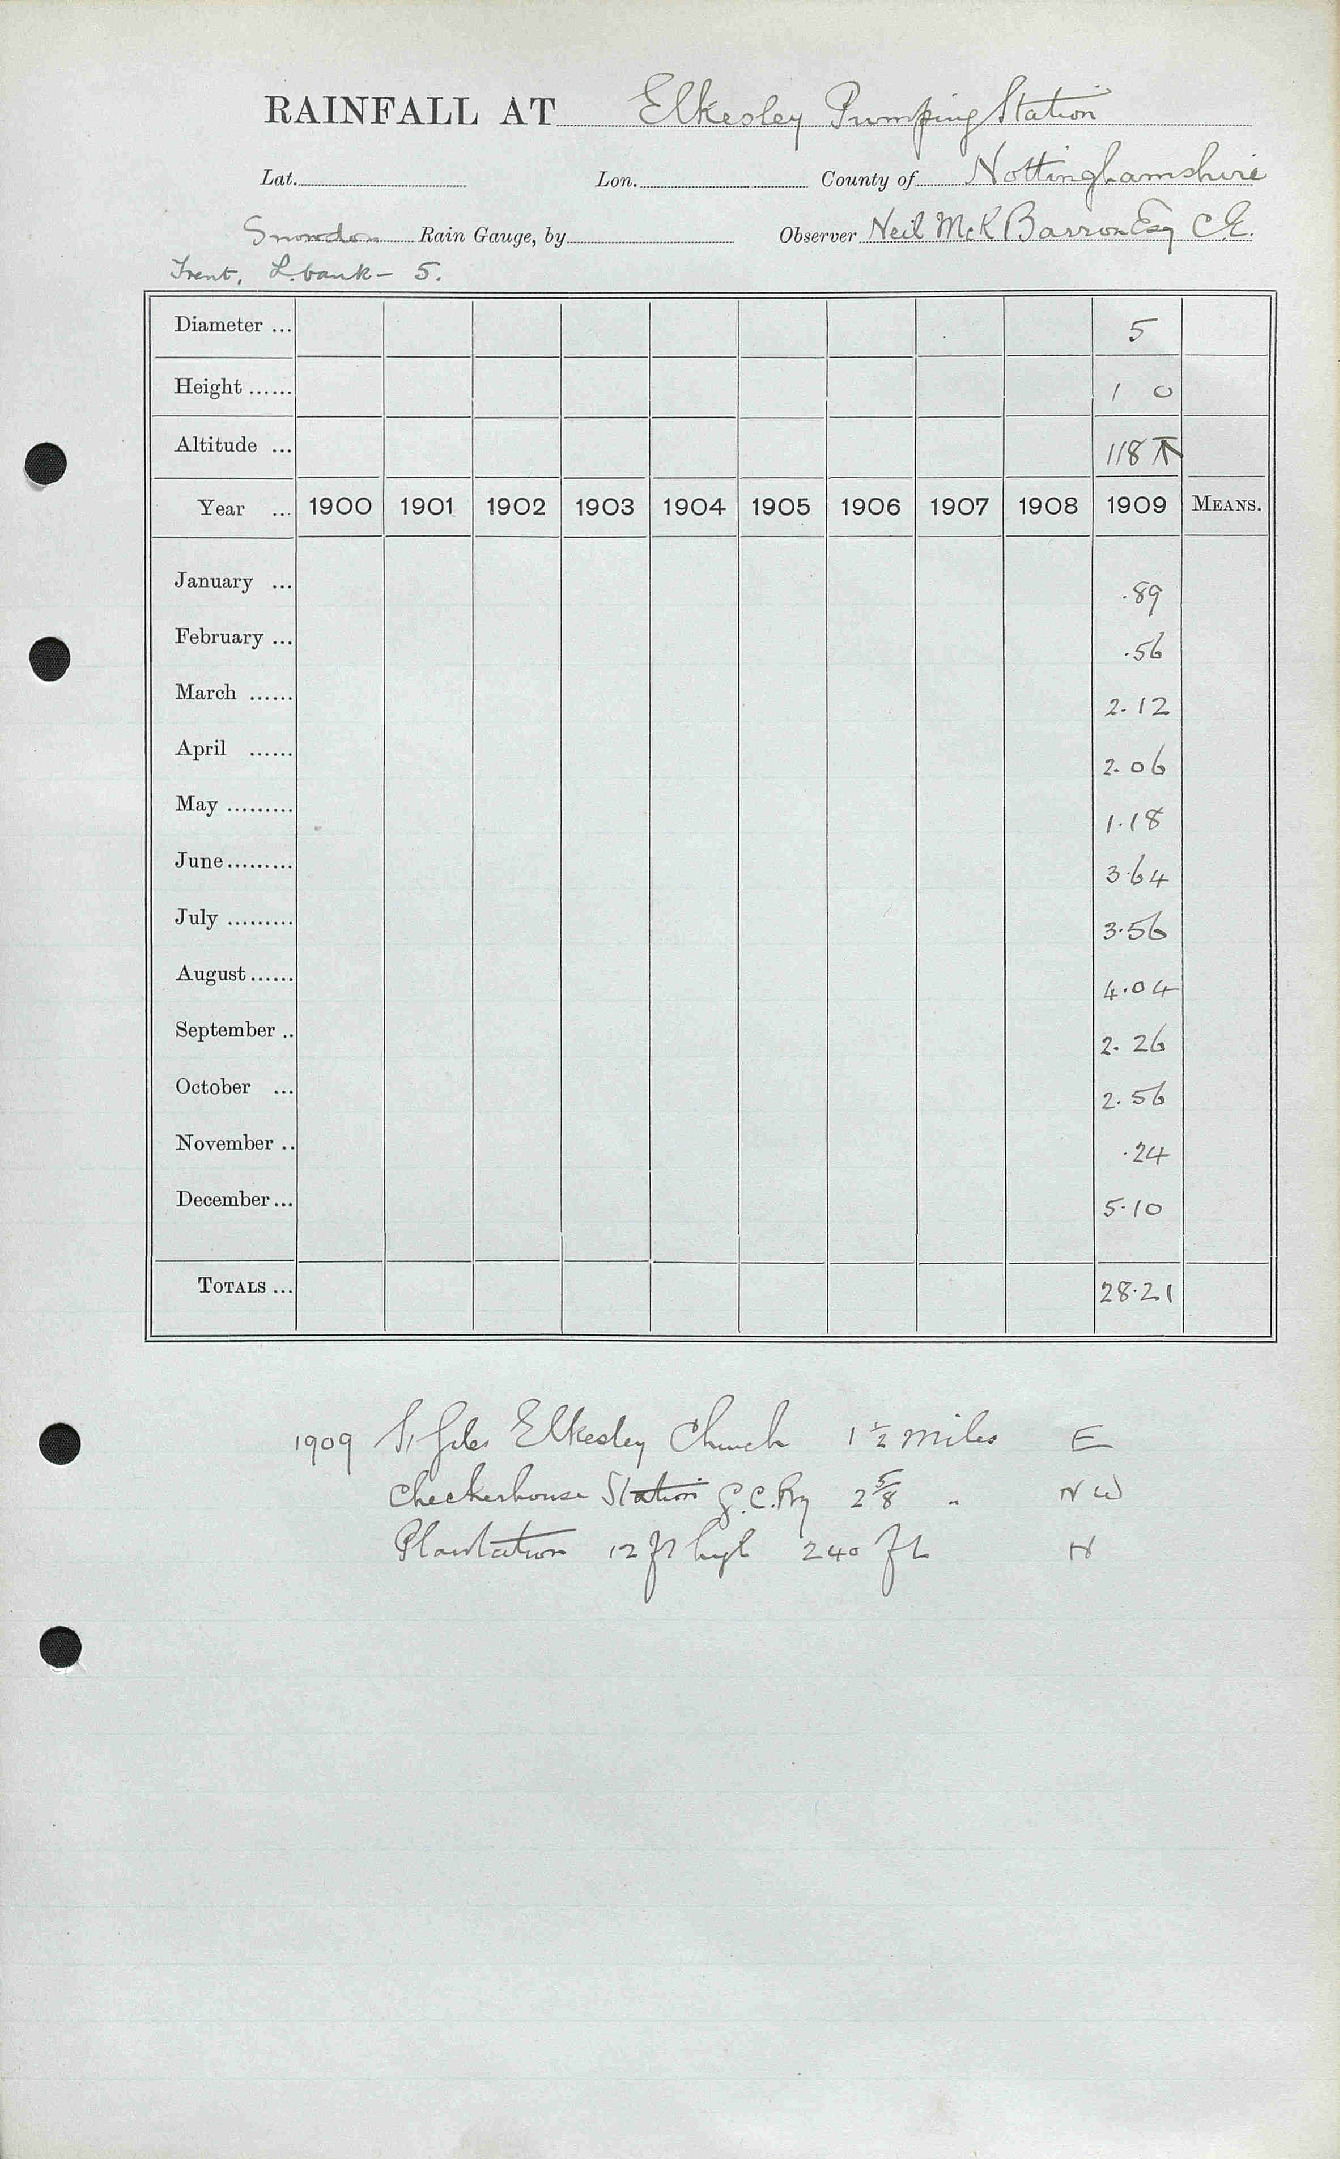 RAINFALL AT Elkesley Pumping Station
Lat. Lon. County of Nottinghamshire
Snowdon Rain Gauge, by Observer Neil McK Barron Esq C.E.
Trent, L. bank - 5.
Diameter ... 5
Height ...... 1 0
Altitude ... 118
Year ... 1900 1901 1902 1903 1904 1905 1906 1907 1908 1909 MEANS.
January ... .89
February ... .56
March ...... 2.12
April ...... 2.06
May ......... 1.18
June ......... 3.64
July ......... 3.56
August ...... 4.04
September .. 2.26
October ... 2.56
November .. .24
December ... 5.10
TOTALS ... 28.21
1909 St Giles Elkesley Church 1 1/2 miles E
Checkerhouse Station G.C.Ry 2 5/8 " NW
Plantation 12 ft high 240 ft N